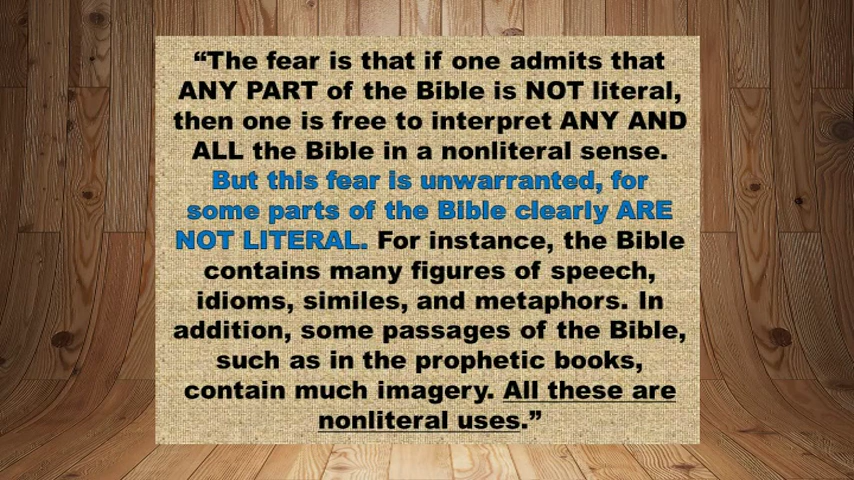 “The fear is that if one admits that
ANY PART of the Bible is NOT literal,
then one is free to interpret ANY AND
ALL the Bible in a nonliteral sense.
But this fear is unwarranted, for
some parts of the Bible clearly ARE
NOT LITERAL. For instance, the Bible
contains many figures of speech,
idioms, similes, and metaphors. In
addition, some passages of the Bible,
such as in the prophetic books,
contain much imagery. All these are
nonliteral uses.”